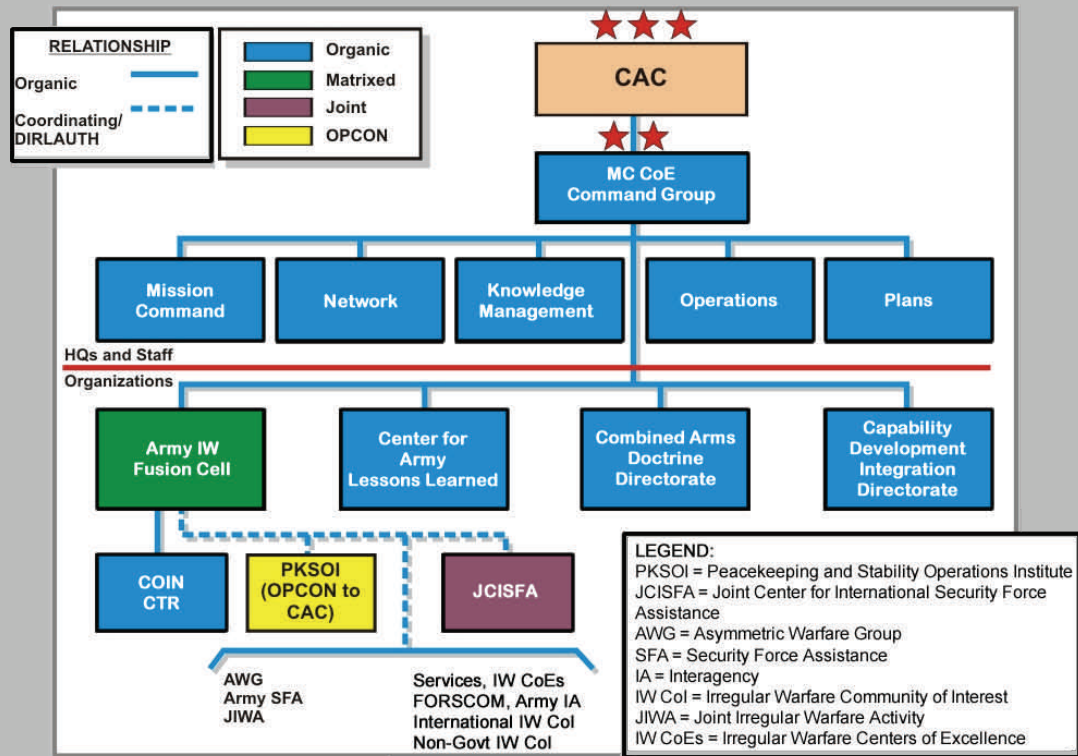 RELATIONSHIP
Organic
Coordinating/
DIRLAUTH
Organic
Matrixed
Joint
OPCON
CAC
MC CoE
Command Group
Mission
Command
Network
Knowledge
Management
Operations
Plans
HQs and Staff
Organizations
Army IW
Fusion Cell
Center for
Army
Lessons Learned
Combined Arms
Doctrine
Directorate
Capability
Development
Integration
Directorate
COIN
CTR
PKSOI
(OPCON to
CAC)
JCISFA
AWG
Army SFA
JIWA
Services, IW CoEs
FORSCOM, Army IA
International IW CoI
Non-Govt IW CoI
LEGEND:
PKSOI = Peacekeeping and Stability Operations Institute
JCISFA = Joint Center for International Security Force
Assistance
AWG = Asymmetric Warfare Group
SFA = Security Force Assistance
IA = Interagency
IW CoI = Irregular Warfare Community of Interest
JIWA = Joint Irregular Warfare Activity
IW CoEs = Irregular Warfare Centers of Excellence